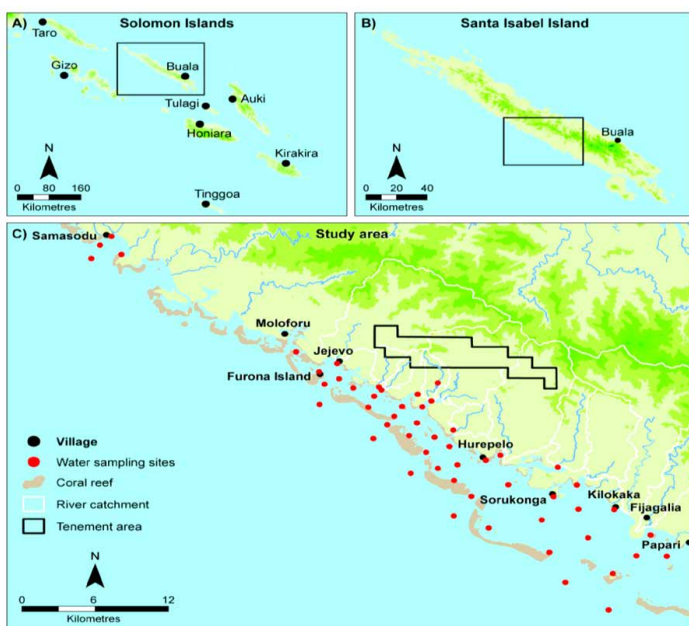 A) Solomon Islands
Taro
Gizo
Buala
Tulagi
Auki
Honiara
Kirakira
Tinggoa
N
0 80 160
Kilometres
B) Santa Isabel Island
Buala
N
0 20 40
Kilometres
C) Study area
Samasodu
Moloforu
Jejevo
Furona Island
Hurepelo
Sorukonga
Kilokaka
Fijagalia
Papari
Village
Water sampling sites
Coral reef
River catchment
Tenement area
N
0 6 12
Kilometres